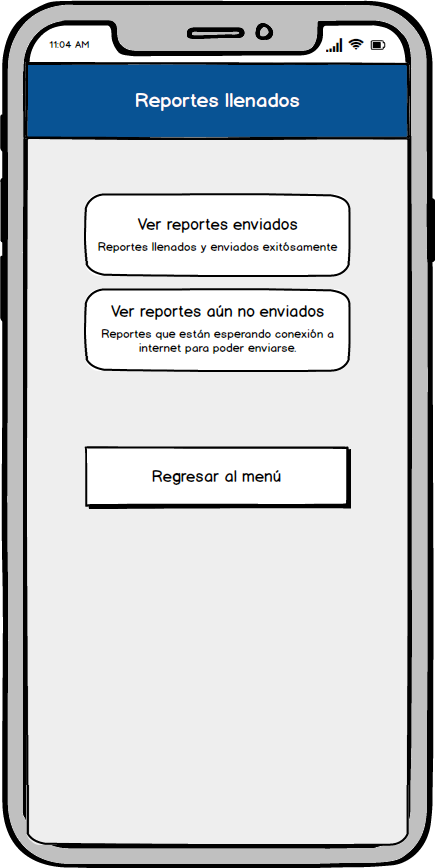 11:04 AM
Reportes llenados
Ver reportes enviados
Reportes llenados y enviados exitósamente
Ver reportes aún no enviados
Reportes que están esperando conexión a
internet para poder enviarse.
Regresar al menú